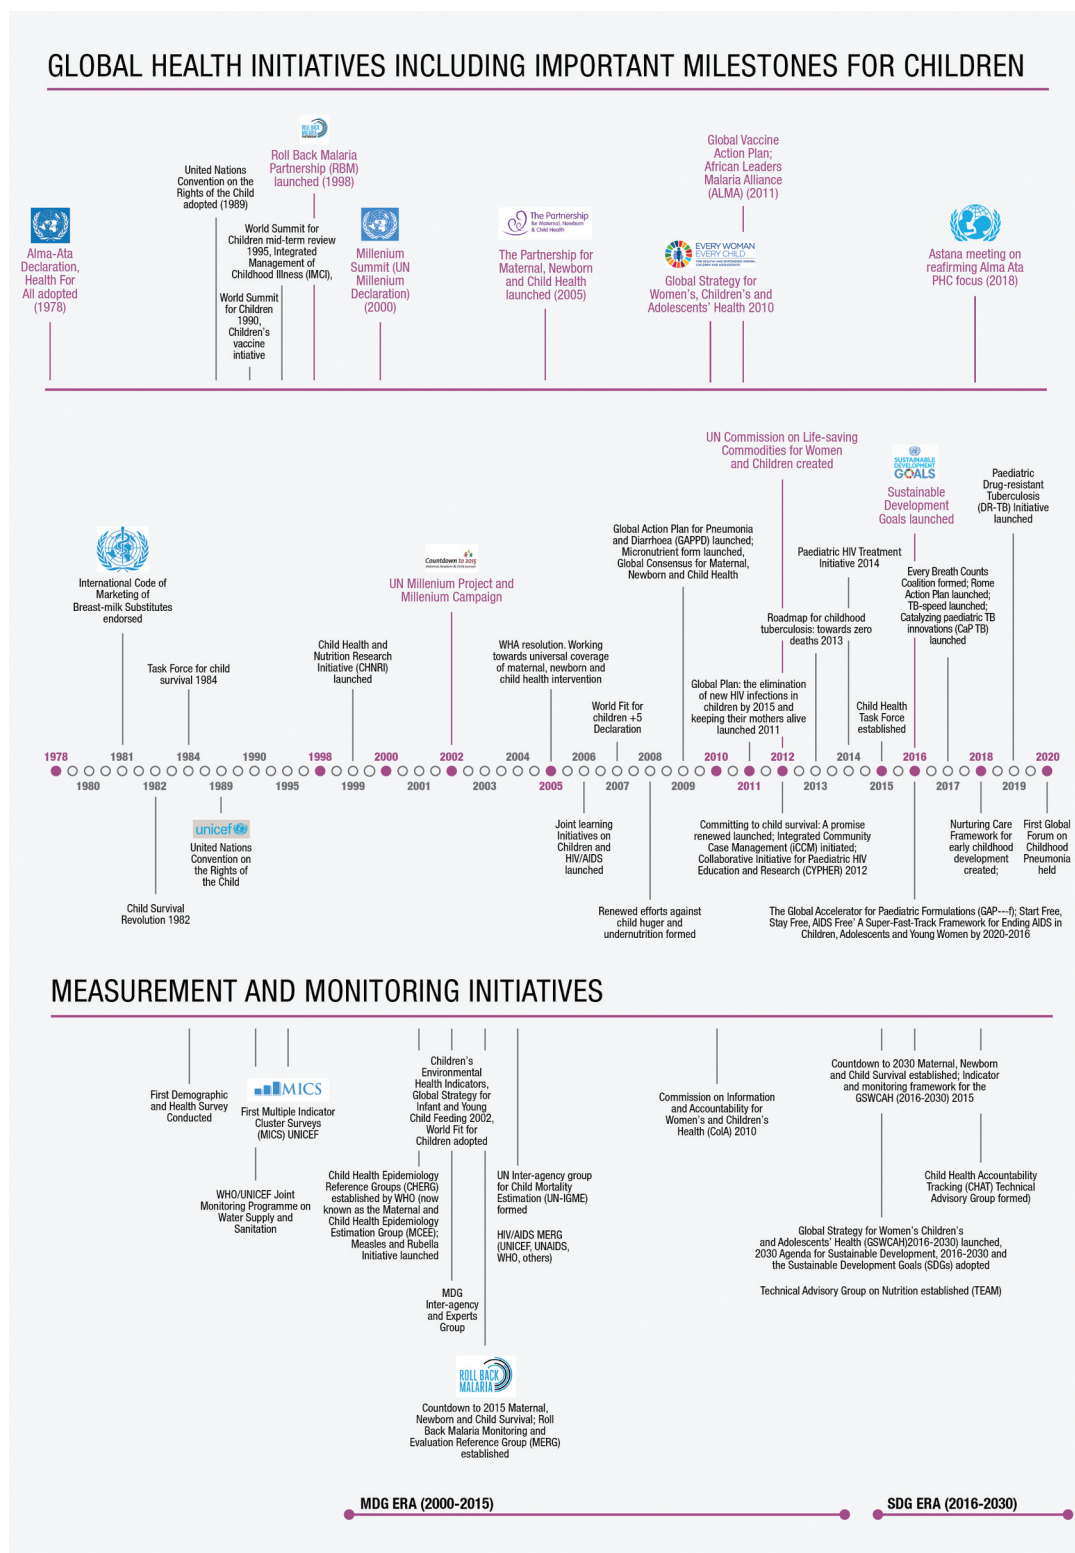 GLOBAL HEALTH INITIATIVES INCLUDING IMPORTANT MILESTONES FOR CHILDREN
Alma-Ata
Declaration,
Health For
All adopted
(1978)
United Nations
Convention on the
Rights of the Child
adopted (1989)
World Summit
for Children
1990,
Children's
vaccine
intiative
World Summit for
Children mid-term review
1995, Integrated
Management of
Childhood Illness (IMCI),
ROLL BACK
MALARIA
Roll Back Malaria
Partnership (RBM)
launched (1998)
Millenium
Summit (UN
Millenium
Declaration)
(2000)
The Partnership
for Maternal, Newborn
& Child Health
The Partnership for
Maternal, Newborn
and Child Health
launched (2005)
EVERY WOMAN
EVERY CHILD
Global Strategy for
Women's, Children's and
Adolescents' Health 2010
Global Vaccine
Action Plan;
African Leaders
Malaria Alliance
(ALMA) (2011)
Astana meeting on
reafirming Alma Ata
PHC focus (2018)
International Code of
Marketing of
Breast-milk Substitutes
endorsed
Task Force for child
survival 1984
Child Health and
Nutrition Research
Initiative (CHNRI)
launched
Countdown to 2015
UN Millenium Project and
Millenium Campaign
WHA resolution. Working
towards universal coverage
of maternal, newborn and
child health intervention
World Fit for
children +5
Declaration
Global Action Plan for Pneumonia
and Diarrhoea (GAPPD) launched;
Micronutrient form launched,
Global Consensus for Maternal,
Newborn and Child Health
Global Plan: the elimination
of new HIV infections in
children by 2015 and
keeping their mothers alive
launched 2011
UN Commission on Life-saving
Commodities for Women
and Children created
Roadmap for childhood
tuberculosis: towards zero
deaths 2013
Paediatric HIV Treatment
Initiative 2014
Child Health
Task Force
established
SUSTAINABLE
DEVELOPMENT
GOALS
Sustainable
Development
Goals launched
Every Breath Counts
Coalition formed; Rome
Action Plan launched;
TB-speed launched;
Catalyzing paediatric TB
innovations (CaP TB)
launched
Paediatric
Drug-resistant
Tuberculosis
(DR-TB) Initiative
launched
1978 1981 1984 1990 1998 2000 2002 2004 2006 2008 2010 2012 2014 2016 2018 2020
1980 1982 1989 1995 1999 2001 2003 2005 2007 2009 2011 2013 2015 2017 2019
Child Survival
Revolution 1982
unicef
United Nations
Convention on
the Rights of
the Child
Joint learning
Initiatives on
Children and
HIV/AIDS
launched
Renewed efforts against
child huger and
undernutrition formed
Committing to child survival: A promise
renewed launched; Integrated Community
Case Management (iCCM) initiated;
Collaborative Initiative for Paediatric HIV
Education and Research (CYPHER) 2012
The Global Accelerator for Paediatric Formulations (GAP---f); Start Free,
Stay Free, AIDS Free' A Super-Fast-Track Framework for Ending AIDS in
Children, Adolescents and Young Women by 2020-2016
Nurturing Care
Framework for
early childhood
development
created;
First Global
Forum on
Childhood
Pneumonia
held
MEASUREMENT AND MONITORING INITIATIVES
First Demographic
and Health Survey
Conducted
MICS
First Multiple Indicator
Cluster Surveys
(MICS) UNICEF
WHO/UNICEF Joint
Monitoring Programme on
Water Supply and
Sanitation
Children's
Environmental
Health Indicators,
Global Strategy for
Infant and Young
Child Feeding 2002,
World Fit for
Children adopted
Child Health Epidemiology
Reference Groups (CHERG)
established by WHO (now
known as the Maternal and
Child Health Epidemiology
Estimation Group (MCEE);
Measles and Rubella
Initiative launched
MDG
Inter-agency
and Experts
Group
ROLL BACK
MALARIA
Countdown to 2015 Maternal,
Newborn and Child Survival; Roll
Back Malaria Monitoring and
Evaluation Reference Group (MERG)
established
UN Inter-agency group
for Child Mortality
Estimation (UN-IGME)
formed
HIV/AIDS MERG
(UNICEF, UNAIDS,
WHO, others)
Commission on Information
and Accountability for
Women's and Children's
Health (CoIA) 2010
Countdown to 2030 Maternal, Newborn
and Child Survival established; Indicator
and monitoring framework for the
GSWCAH (2016-2030) 2015
Child Health Accountability
Tracking (CHAT) Technical
Advisory Group formed)
Global Strategy for Women's Children's
and Adolescents' Health (GSWCAH)2016-2030) launched,
2030 Agenda for Sustainable Development, 2016-2030 and
the Sustainable Development Goals (SDGs) adopted
Technical Advisory Group on Nutrition established (TEAM)
MDG ERA (2000-2015)
SDG ERA (2016-2030)